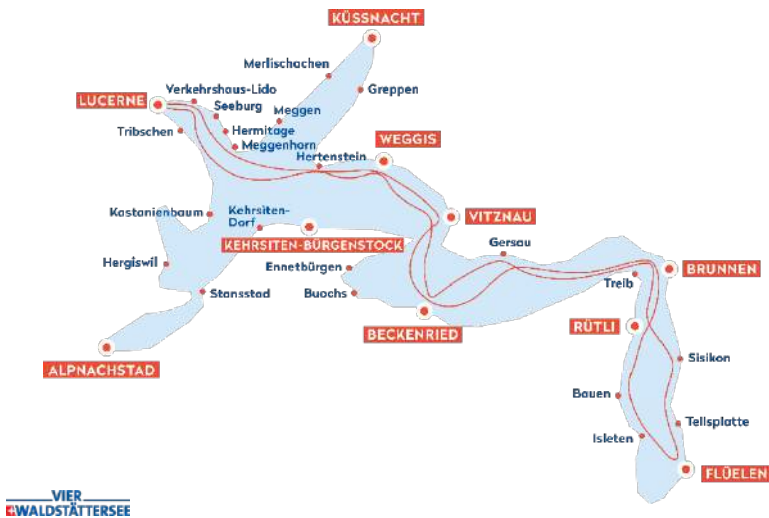 KÜSSNACHT
Merlischachen
Verkehrshaus-Lido
Greppen
LUCERNE
Seeburg
Meggen
Tribschen
Hermitage
Meggenhorn
WEGGIS
Hertenstein
Kastanienbaum
Kehrsiten-
Dorf
VITZNAU
KEHRSITEN-BÜRGENSTOCK
Gersau
Hergiswil
Ennetbürgen
BRUNNEN
Treib
Stansstad
Buochs
BECKENRIED
RÜTLI
ALPNACHSTAD
Sisikon
Bauen
Tellsplatte
Isleten
FLÜELEN
VIER
WALDSTÄTTERSEE